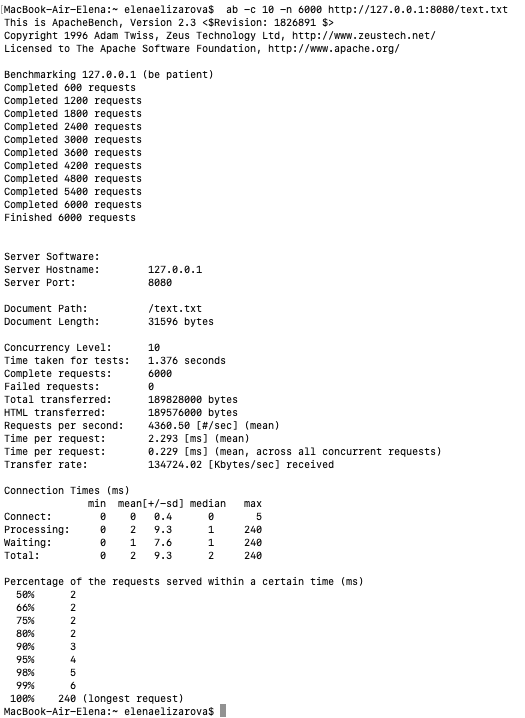 [MacBook-Air-Elena:~ elenaelizarova$  ab -c 10 -n 6000 http://127.0.0.1:8080/text.txt
This is ApacheBench, Version 2.3 <$Revision: 1826891 $>
Copyright 1996 Adam Twiss, Zeus Technology Ltd, http://www.zeustech.net/
Licensed to The Apache Software Foundation, http://www.apache.org/

Benchmarking 127.0.0.1 (be patient)
Completed 600 requests
Completed 1200 requests
Completed 1800 requests
Completed 2400 requests
Completed 3000 requests
Completed 3600 requests
Completed 4200 requests
Completed 4800 requests
Completed 5400 requests
Completed 6000 requests
Finished 6000 requests


Server Software:
Server Hostname:        127.0.0.1
Server Port:            8080

Document Path:          /text.txt
Document Length:        31596 bytes

Concurrency Level:      10
Time taken for tests:   1.376 seconds
Complete requests:      6000
Failed requests:        0
Total transferred:      189828000 bytes
HTML transferred:       189576000 bytes
Requests per second:    4360.50 [#/sec] (mean)
Time per request:       2.293 [ms] (mean)
Time per request:       0.229 [ms] (mean, across all concurrent requests)
Transfer rate:          134724.02 [Kbytes/sec] received

Connection Times (ms)
              min  mean[+/-sd] median   max
Connect:        0    0   0.4      0       5
Processing:     0    2   9.3      1     240
Waiting:        0    1   7.6      1     240
Total:          0    2   9.3      2     240

Percentage of the requests served within a certain time (ms)
  50%      2
  66%      2
  75%      2
  80%      2
  90%      3
  95%      4
  98%      5
  99%      6
 100%    240 (longest request)
MacBook-Air-Elena:~ elenaelizarova$